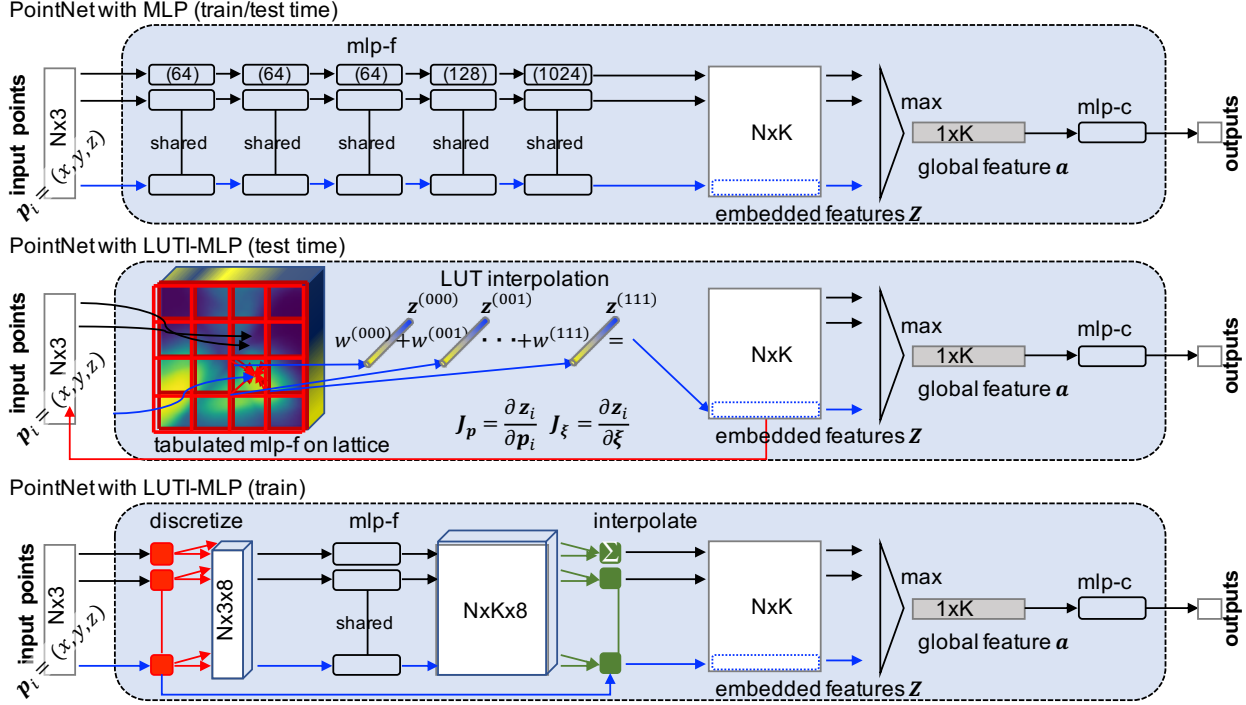 PointNet with MLP (train/test time)
mlp-f
(64) (64) (64) (128) (1024)
shared shared shared shared shared
input points
Nx3
p_i = (x,y,z)
NxK
embedded features Z
max
1xK
global feature a
mlp-c
outputs
PointNet with LUTI-MLP (test time)
LUT interpolation
z^(000) z^(001) z^(111)
w^(000) + w^(001) · · · + w^(111) =
input points
Nx3
p_i = (x,y,z)
tabulated mlp-f on lattice
J_p = ∂z_i/∂p_i J_ξ = ∂z_i/∂ξ
NxK
embedded features Z
max
1xK
global feature a
mlp-c
outputs
PointNet with LUTI-MLP (train)
discretize mlp-f interpolate
input points
Nx3
p_i = (x,y,z)
Nx3x8
shared
NxKx8
Σ
NxK
embedded features Z
max
1xK
global feature a
mlp-c
outputs